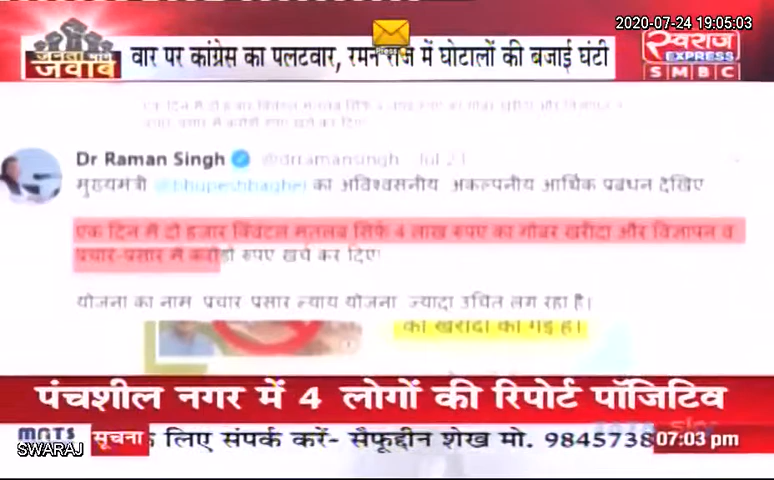 2020-07-24 19:05:03
जनता मांगे
जवाब
वार पर कांग्रेस का पलटवार, रमन राज में घोटालों की बजाई घंटी
स्वराज
EXPRESS
SMBC
Dr Raman Singh @drramansingh Jul 23
मुख्यमंत्री @bhupeshbaghel का अविश्वसनीय अकल्पनीय आर्थिक प्रबंधन देखिए
एक दिन में दो हजार क्विंटल मतलब सिर्फ 4 लाख रुपए का गोबर खरीदा और विज्ञापन व
प्रचार-प्रसार में करोड़ों रुपए खर्च कर दिए
योजना का नाम प्रचार प्रसार न्याय योजना ज्यादा उचित लग रहा है।
की खरीदी की गई है।
पंचशील नगर में 4 लोगों की रिपोर्ट पॉजिटिव
सूचना के लिए संपर्क करें- सैफूद्दीन शेख मो. 9845738
07:03 pm
SWARAJ